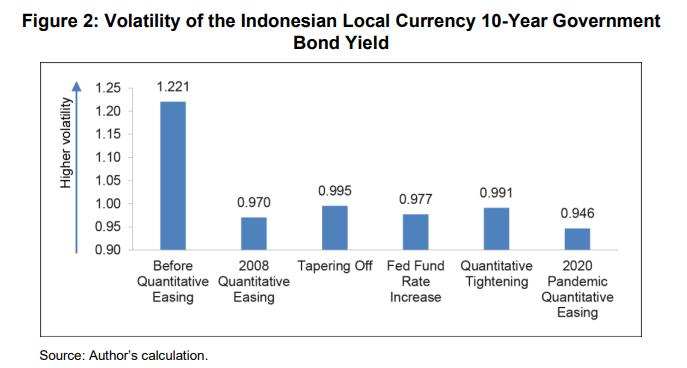 Figure 2: Volatility of the Indonesian Local Currency 10-Year Government
Bond Yield
Higher volatility
1.25
1.20
1.15
1.10
1.05
1.00
0.95
0.90
1.221
0.970
0.995
0.977
0.991
0.946
Before
Quantitative
Easing
2008
Quantitative
Easing
Tapering Off
Fed Fund
Rate
Increase
Quantitative
Tightening
2020
Pandemic
Quantitative
Easing
Source: Author's calculation.